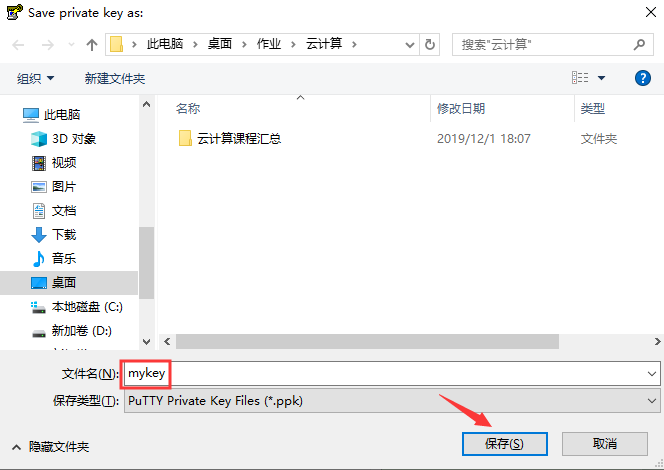 Save private key as:
此电脑 桌面 作业 云计算
搜索"云计算"
组织 新建文件夹
名称 修改日期 类型
云计算课程汇总 2019/12/1 18:07 文件夹
此电脑
3D 对象
视频
图片
文档
下载
音乐
桌面
本地磁盘 (C:)
新加卷 (D:)
文件名(N): mykey
保存类型(T): PuTTY Private Key Files (*.ppk)
隐藏文件夹
保存(S) 取消